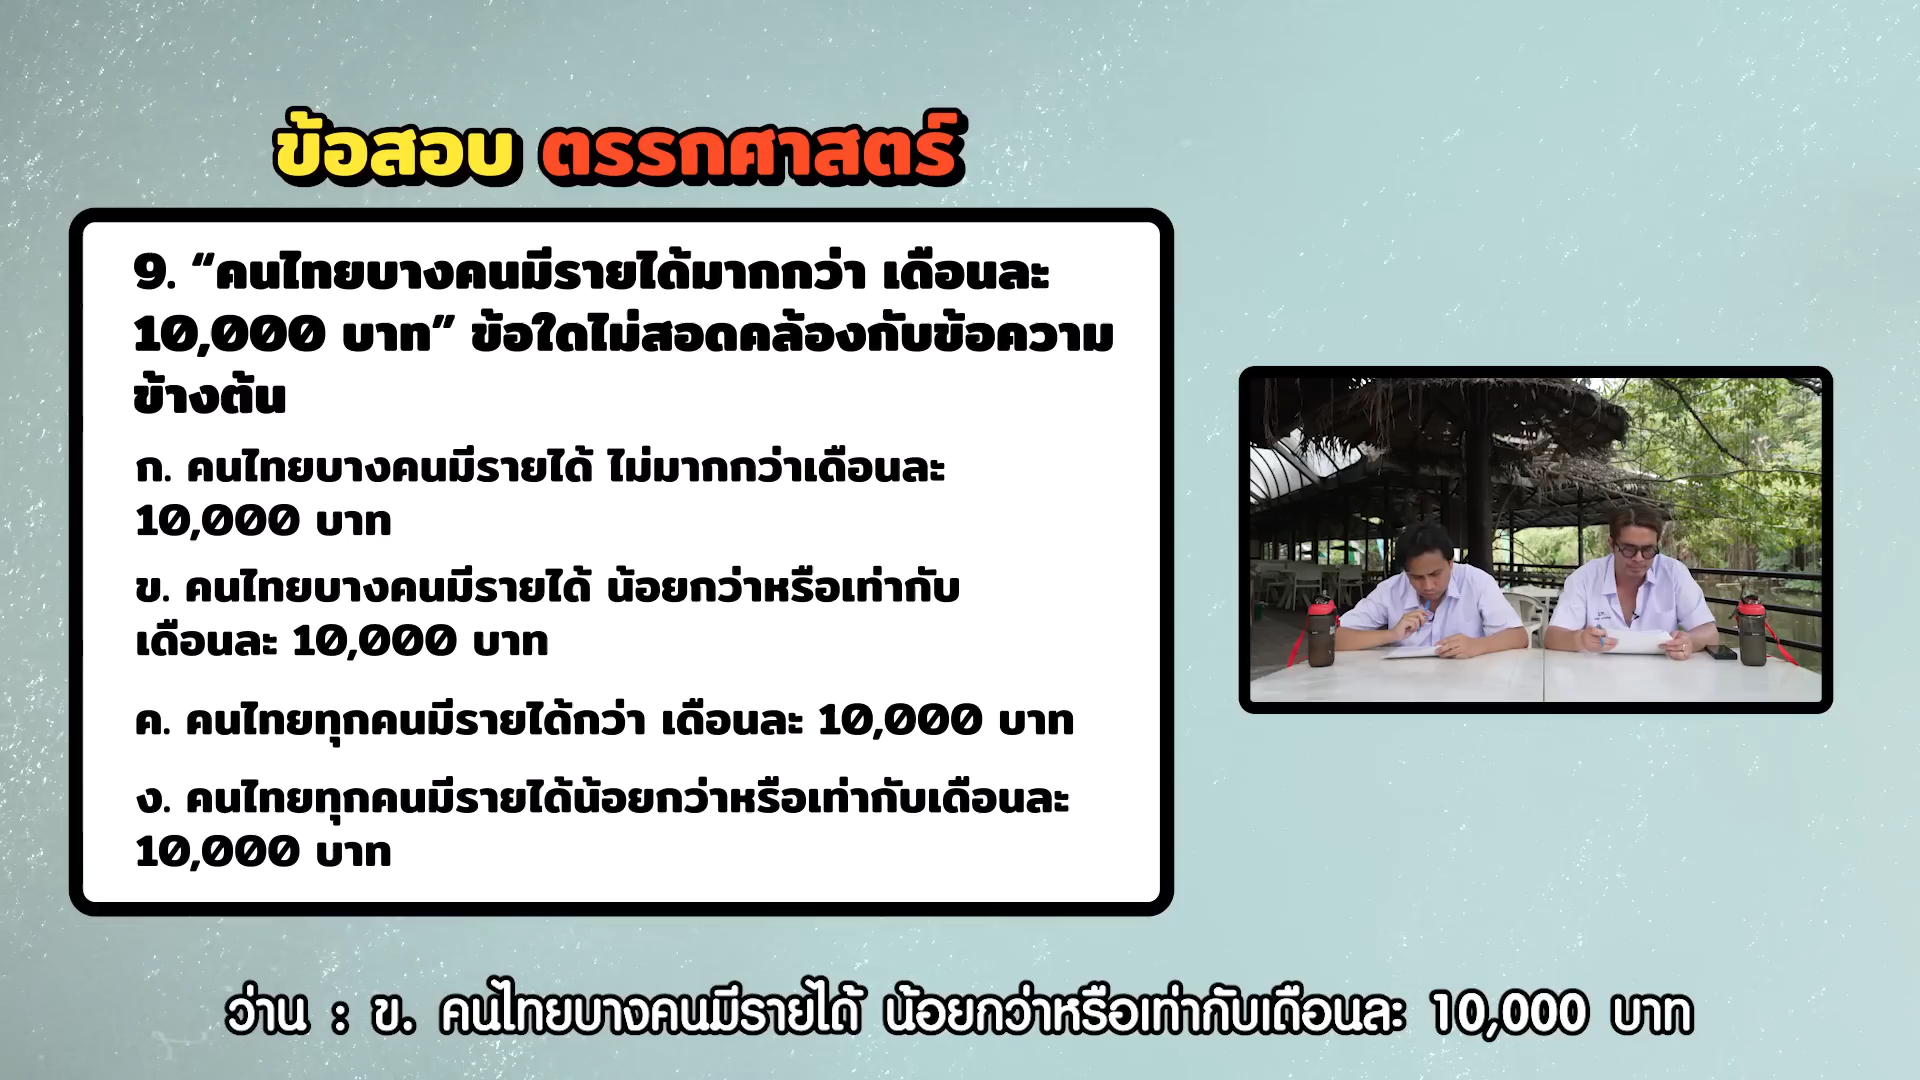 ข้อสอบ ตรรกศาสตร์
9. “คนไทยบางคนมีรายได้มากกว่า เดือนละ
10,000 บาท” ข้อใดไม่สอดคล้องกับข้อความ
ข้างต้น
ก. คนไทยบางคนมีรายได้ ไม่มากกว่าเดือนละ
10,000 บาท
ข. คนไทยบางคนมีรายได้ น้อยกว่าหรือเท่ากับ
เดือนละ 10,000 บาท
ค. คนไทยทุกคนมีรายได้กว่า เดือนละ 10,000 บาท
ง. คนไทยทุกคนมีรายได้น้อยกว่าหรือเท่ากับเดือนละ
10,000 บาท
ว่าน : ข. คนไทยบางคนมีรายได้ น้อยกว่าหรือเท่ากับเดือนละ 10,000 บาท